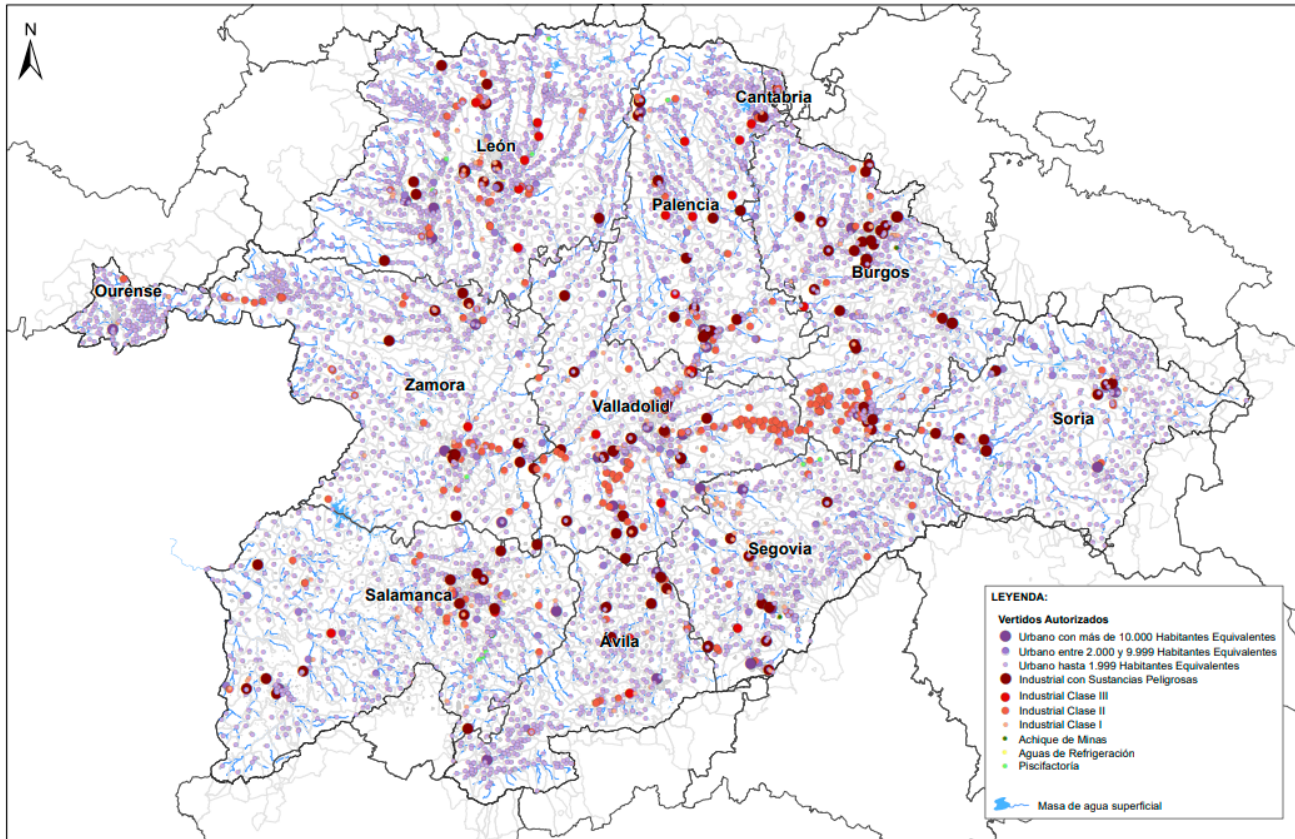 N
Cantabria
León
Palencia
Burgos
Ourense
Zamora
Valladolid
Soria
Segovia
Salamanca
Ávila
LEYENDA:
Vertidos Autorizados
Urbano con más de 10.000 Habitantes Equivalentes
Urbano entre 2.000 y 9.999 Habitantes Equivalentes
Urbano hasta 1.999 Habitantes Equivalentes
Industrial con Sustancias Peligrosas
Industrial Clase III
Industrial Clase II
Industrial Clase I
Achique de Minas
Aguas de Refrigeración
Piscifactoría
Masa de agua superficial